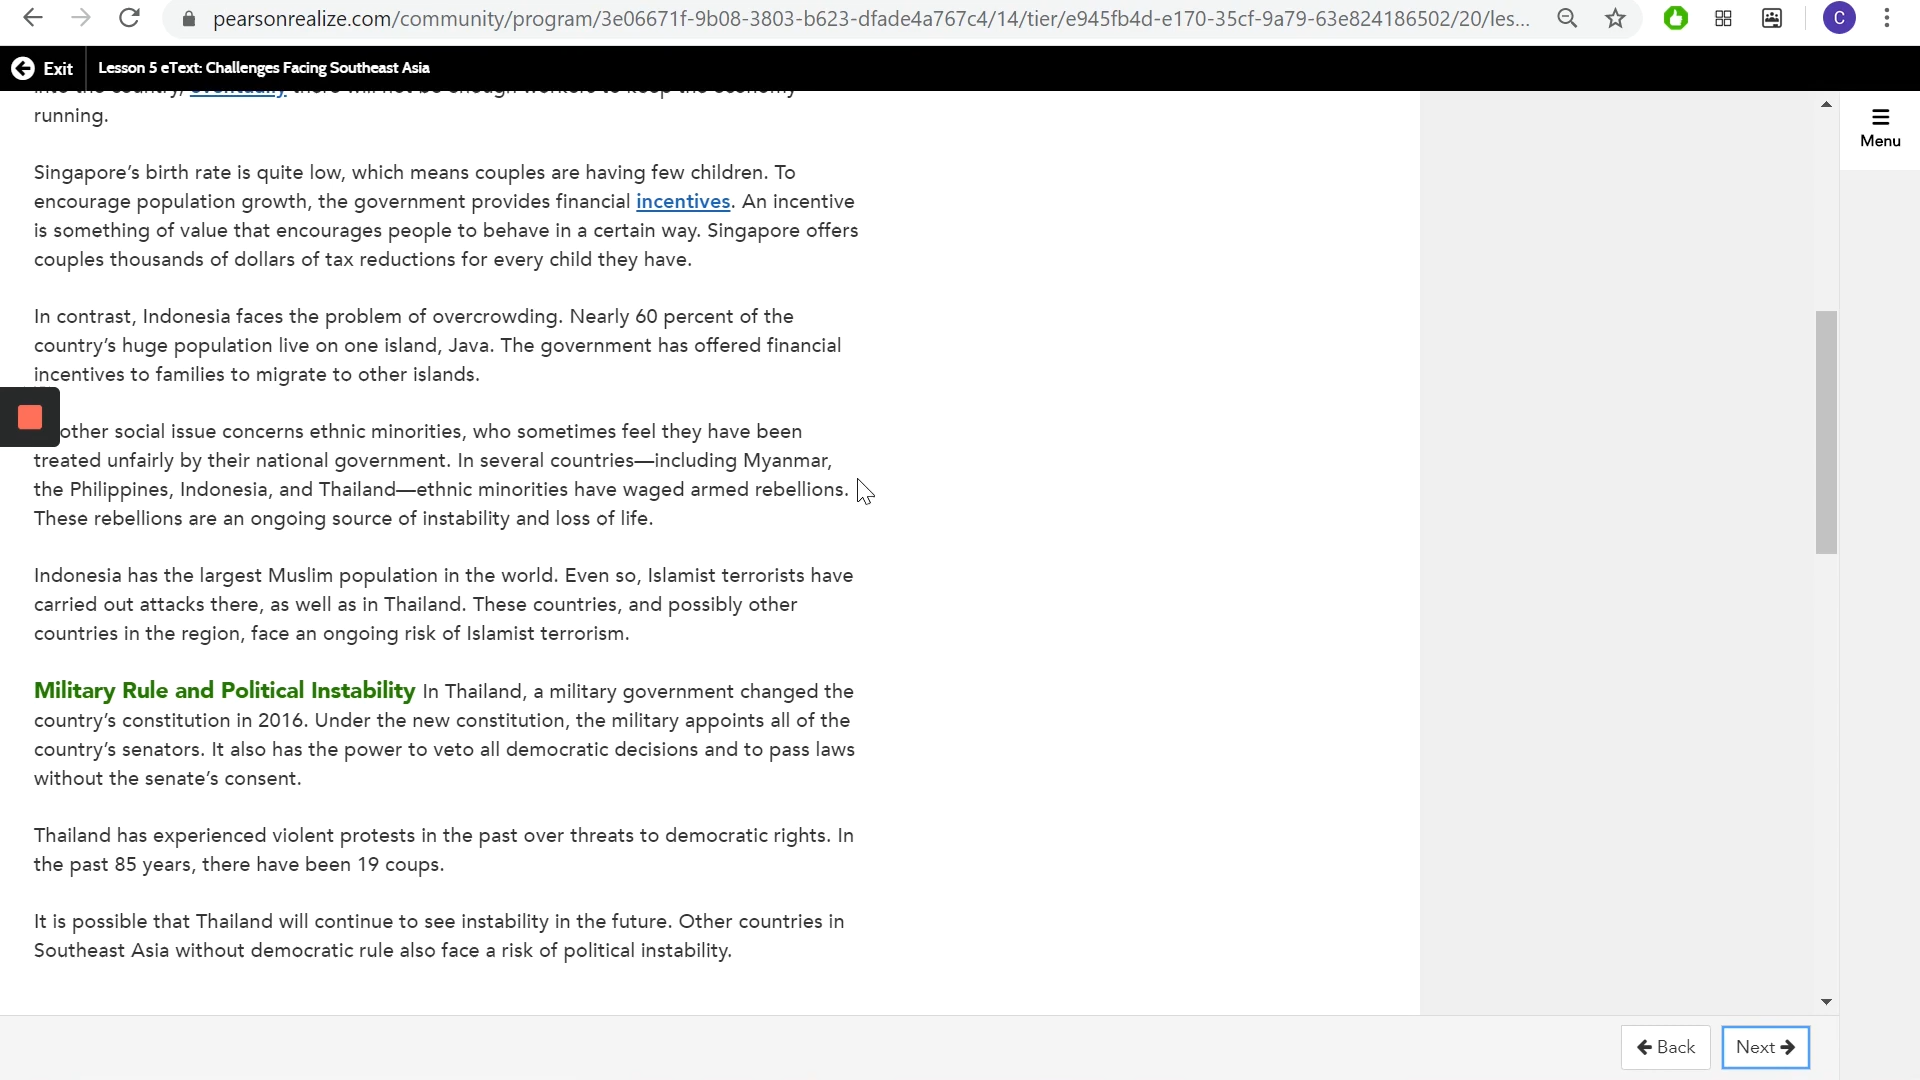 pearsonrealize.com/community/program/3e06671f-9b08-3803-b623-dfade4a767c4/14/tier/e945fb4d-e170-35cf-9a79-63e824186502/20/les...
C
Exit
Lesson 5 eText: Challenges Facing Southeast Asia
into the country, eventually there will not be enough workers to keep the economy
running.
Menu
Singapore’s birth rate is quite low, which means couples are having few children. To
encourage population growth, the government provides financial incentives. An incentive
is something of value that encourages people to behave in a certain way. Singapore offers
couples thousands of dollars of tax reductions for every child they have.
In contrast, Indonesia faces the problem of overcrowding. Nearly 60 percent of the
country’s huge population live on one island, Java. The government has offered financial
incentives to families to migrate to other islands.
other social issue concerns ethnic minorities, who sometimes feel they have been
treated unfairly by their national government. In several countries—including Myanmar,
the Philippines, Indonesia, and Thailand—ethnic minorities have waged armed rebellions.
These rebellions are an ongoing source of instability and loss of life.
Indonesia has the largest Muslim population in the world. Even so, Islamist terrorists have
carried out attacks there, as well as in Thailand. These countries, and possibly other
countries in the region, face an ongoing risk of Islamist terrorism.
Military Rule and Political Instability In Thailand, a military government changed the
country’s constitution in 2016. Under the new constitution, the military appoints all of the
country’s senators. It also has the power to veto all democratic decisions and to pass laws
without the senate’s consent.
Thailand has experienced violent protests in the past over threats to democratic rights. In
the past 85 years, there have been 19 coups.
It is possible that Thailand will continue to see instability in the future. Other countries in
Southeast Asia without democratic rule also face a risk of political instability.
Back
Next